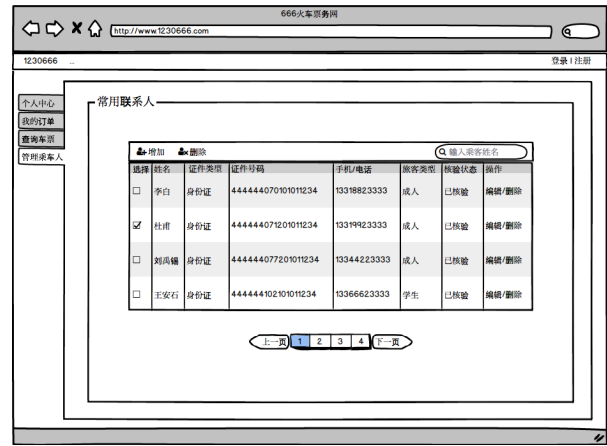 666火车票务网
http://www.1230666.com
1230666 ..
登录 | 注册
个人中心
我的订单
查询车票
管理乘车人
常用联系人
增加 删除 输入乘客姓名
选择 姓名 证件类型 证件号码 手机/电话 旅客类型 核验状态 操作
李白 身份证 444444070101011234 13318823333 成人 已核验 编辑/删除
杜甫 身份证 444444071201011234 13319923333 成人 已核验 编辑/删除
刘禹锡 身份证 444444077201011234 13344223333 成人 已核验 编辑/删除
王安石 身份证 444444102101011234 13366623333 学生 已核验 编辑/删除
上一页 1 2 3 4 下一页